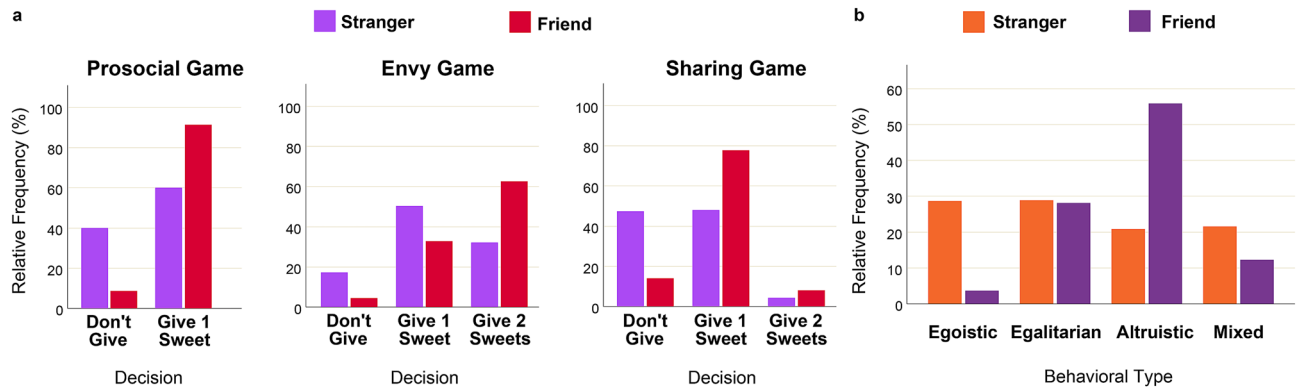 a
Stranger
Friend
Prosocial Game
Envy Game
Sharing Game
Relative Frequency (%)
100
80
60
40
20
0
Don't
Give
Give 1
Sweet
Decision
100
80
60
40
20
0
Don't
Give
Give 1
Sweet
Give 2
Sweets
Decision
100
80
60
40
20
0
Don't
Give
Give 1
Sweet
Give 2
Sweets
Decision
b
Stranger
Friend
Relative Frequency (%)
60
50
40
30
20
10
0
Egoistic
Egalitarian
Altruistic
Mixed
Behavioral Type